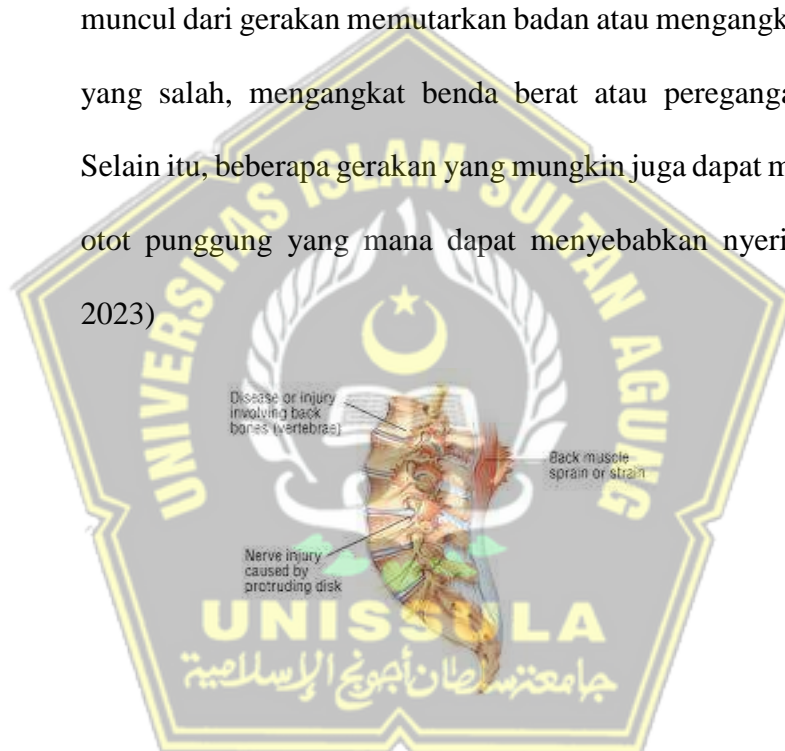 muncul dari gerakan memutarkan badan atau mengangk
yang salah, mengangkat benda berat atau pereganga
Selain itu, beberapa gerakan yang mungkin juga dapat m
otot punggung yang mana dapat menyebabkan nyeri
2023)
UNIVERSITAS ISLAM SULTAN AGUNG
Disease or injury
involving back
bones (vertebrae)
Back muscle
sprain or strain
Nerve injury
caused by
protruding disk
UNISSULA
جامعة سلطان أجونج الإسلامية